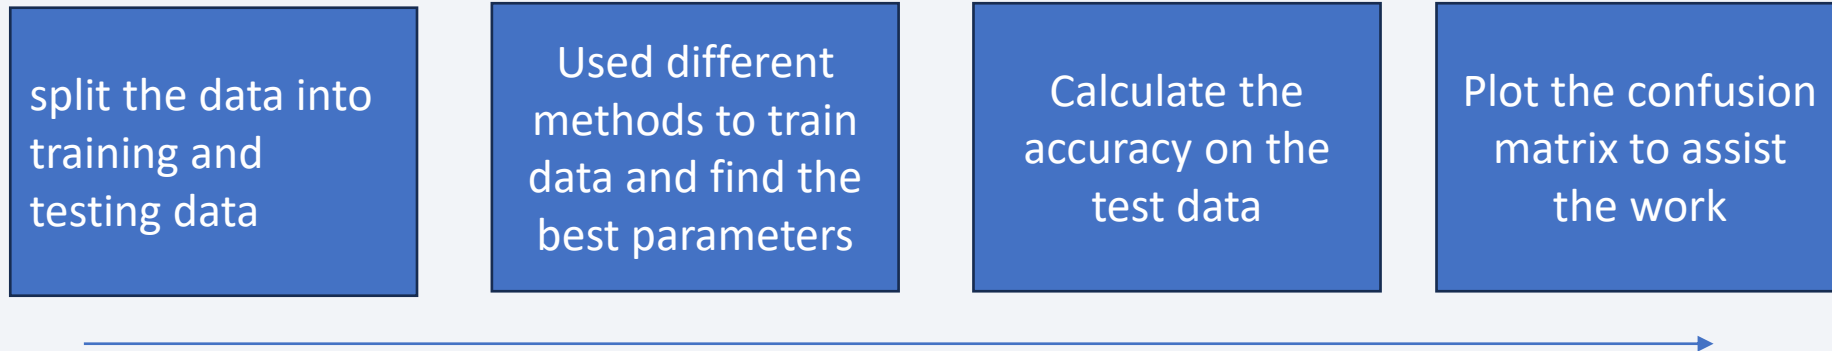 split the data into
training and
testing data
Used different
methods to train
data and find the
best parameters
Calculate the
accuracy on the
test data
Plot the confusion
matrix to assist
the work